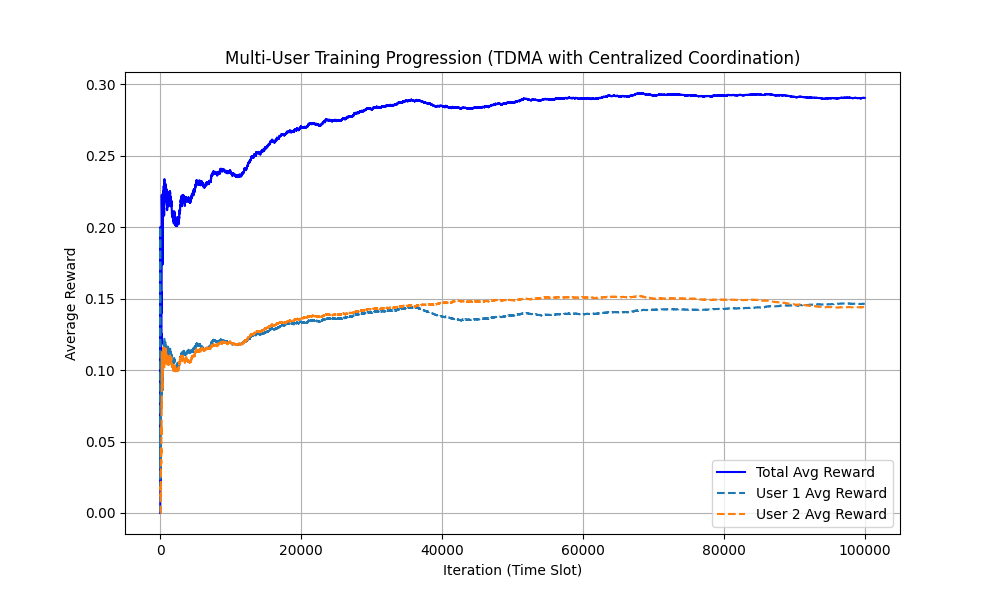 Multi-User Training Progression (TDMA with Centralized Coordination)
0.30
0.25
0.20
0.15
0.10
0.05
0.00
Average Reward
0 20000 40000 60000 80000 100000
Iteration (Time Slot)
Total Avg Reward
User 1 Avg Reward
User 2 Avg Reward